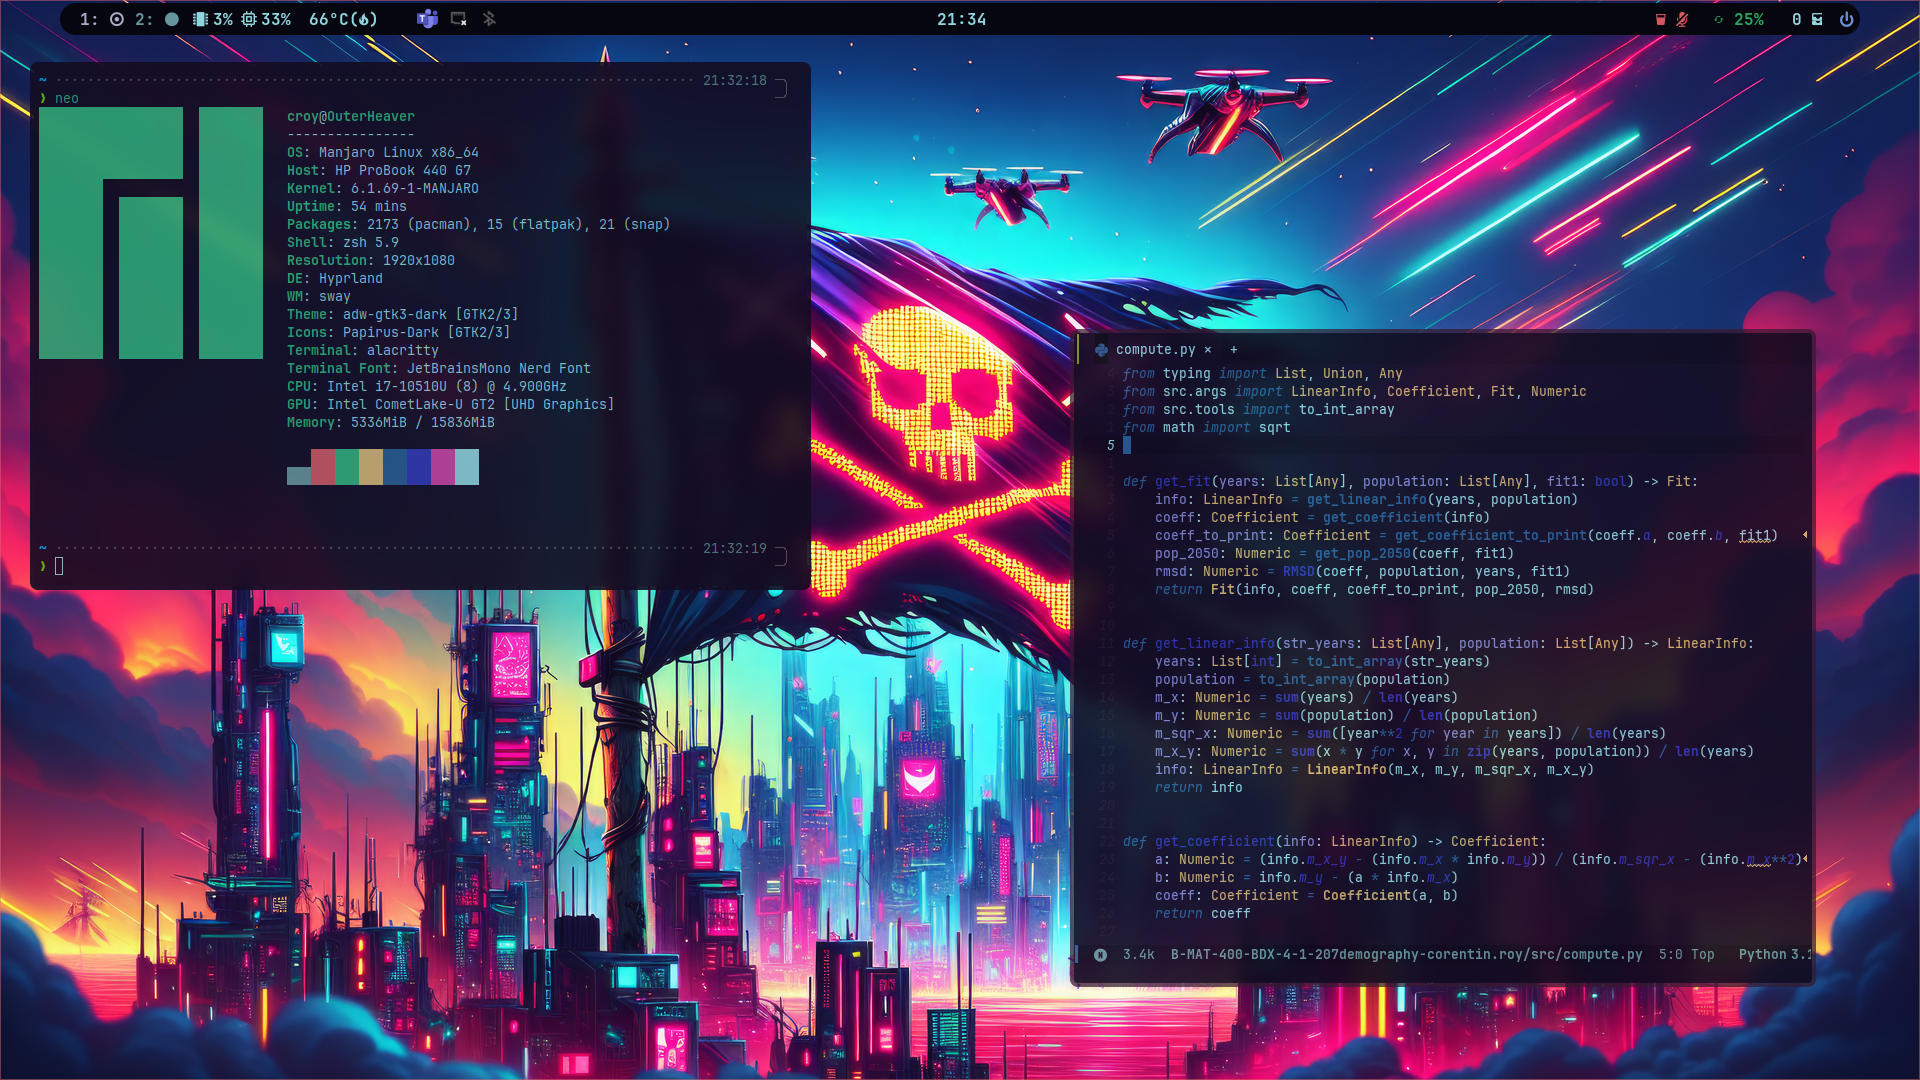 1: 2: 3% 33% 66°C 21:34 25% 0
~ 21:32:18
❯ neo
croy@OuterHeaver
----------------
OS: Manjaro Linux x86_64
Host: HP ProBook 440 G7
Kernel: 6.1.69-1-MANJARO
Uptime: 54 mins
Packages: 2173 (pacman), 15 (flatpak), 21 (snap)
Shell: zsh 5.9
Resolution: 1920x1080
DE: Hyprland
WM: sway
Theme: adw-gtk3-dark [GTK2/3]
Icons: Papirus-Dark [GTK2/3]
Terminal: alacritty
Terminal Font: JetBrainsMono Nerd Font
CPU: Intel i7-10510U (8) @ 4.900GHz
GPU: Intel CometLake-U GT2 [UHD Graphics]
Memory: 5336MiB / 15836MiB
~ 21:32:19
❯
compute.py × +
from typing import List, Union, Any
from src.args import LinearInfo, Coefficient, Fit, Numeric
from src.tools import to_int_array
from math import sqrt
5
def get_fit(years: List[Any], population: List[Any], fit1: bool) -> Fit:
info: LinearInfo = get_linear_info(years, population)
coeff: Coefficient = get_coefficient(info)
coeff_to_print: Coefficient = get_coefficient_to_print(coeff.a, coeff.b, fit1)
pop_2050: Numeric = get_pop_2050(coeff, fit1)
rmsd: Numeric = RMSD(coeff, population, years, fit1)
return Fit(info, coeff, coeff_to_print, pop_2050, rmsd)
def get_linear_info(str_years: List[Any], population: List[Any]) -> LinearInfo:
years: List[int] = to_int_array(str_years)
population = to_int_array(population)
m_x: Numeric = sum(years) / len(years)
m_y: Numeric = sum(population) / len(population)
m_sqr_x: Numeric = sum([year**2 for year in years]) / len(years)
m_x_y: Numeric = sum(x * y for x, y in zip(years, population)) / len(years)
info: LinearInfo = LinearInfo(m_x, m_y, m_sqr_x, m_x_y)
return info
def get_coefficient(info: LinearInfo) -> Coefficient:
a: Numeric = (info.m_x_y - (info.m_x * info.m_y)) / (info.m_sqr_x - (info.m_x**2)
b: Numeric = info.m_y - (a * info.m_x)
coeff: Coefficient = Coefficient(a, b)
return coeff
N 3.4k B-MAT-400-BDX-4-1-207demography-corentin.roy/src/compute.py 5:0 Top Python 3.1